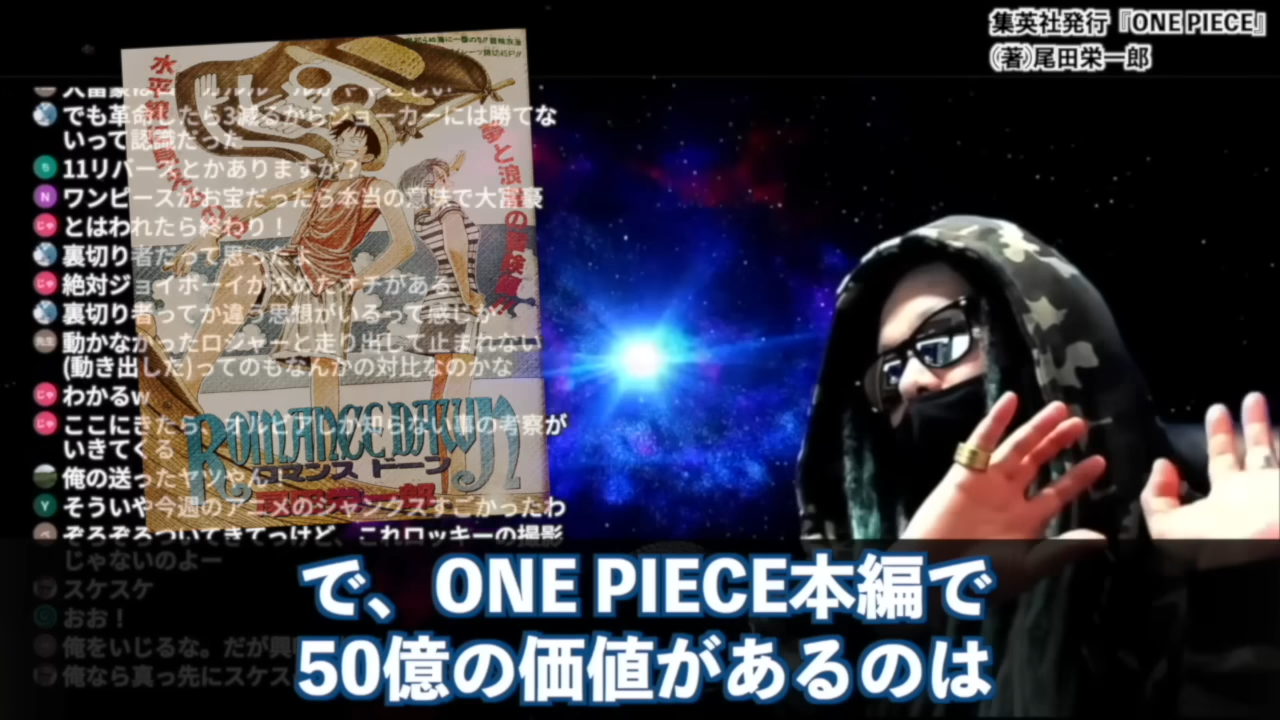 集英社発行『ONE PIECE』
(著)尾田栄一郎
でも革命したら3減るからジョーカーには勝てな
いって認識だった
11リバースとかありますか?
ワンピースがお宝だったら本当の意味で大富豪
とはわれたら終わり!
裏切り者だって思ったよ
絶対ジョイボーイが沈めたオチがある
裏切り者ってか違う思想がいるって感じか
動かなかったロジャーと走り出して止まれない
(動き出した)ってのもなんかの対比なのかな
わかるw
ここにきたら、オルビアしか知らない事の考察が
いきてくる
俺の送ったヤツやん
そういや今週のアニメのシャンクスすごかったわ
ぞろぞろついてきてっけど、これロッキーの撮影
じゃないのよー
スケスケ
おお!
俺をいじるな。だが興
俺なら真っ先にスケス
ROMANCE DAWN
ロマンス ドーン
で、ONE PIECE本編で
50億の価値があるのは